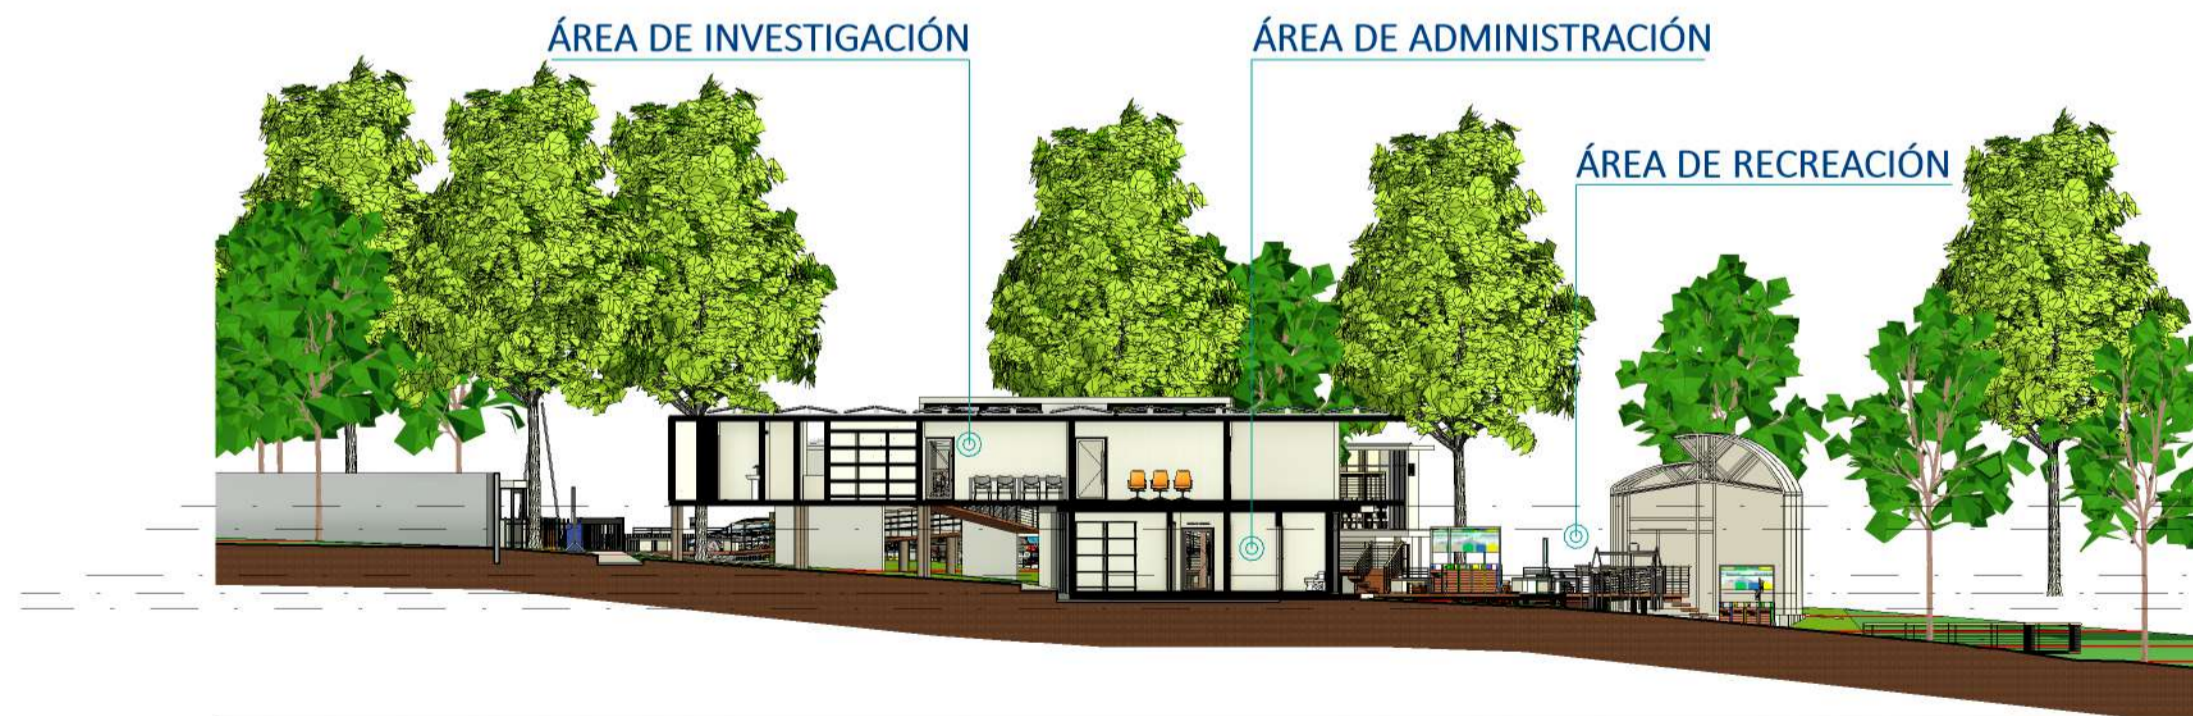 ÁREA DE INVESTIGACIÓN
ÁREA DE ADMINISTRACIÓN
ÁREA DE RECREACIÓN